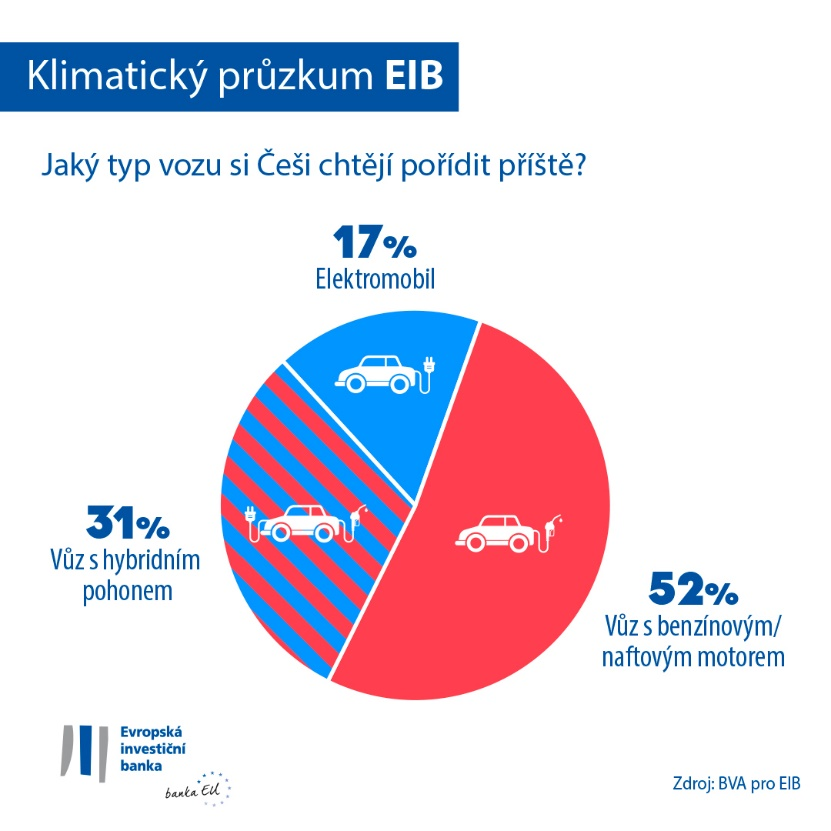 Klimatický průzkum EIB
Jaký typ vozu si Češi chtějí pořídit příště?
17%
Elektromobil
31%
Vůz s hybridním
pohonem
52%
Vůz s benzínovým/
naftovým motorem
Evropská
investiční
banka
banka EU
Zdroj: BVA pro EIB